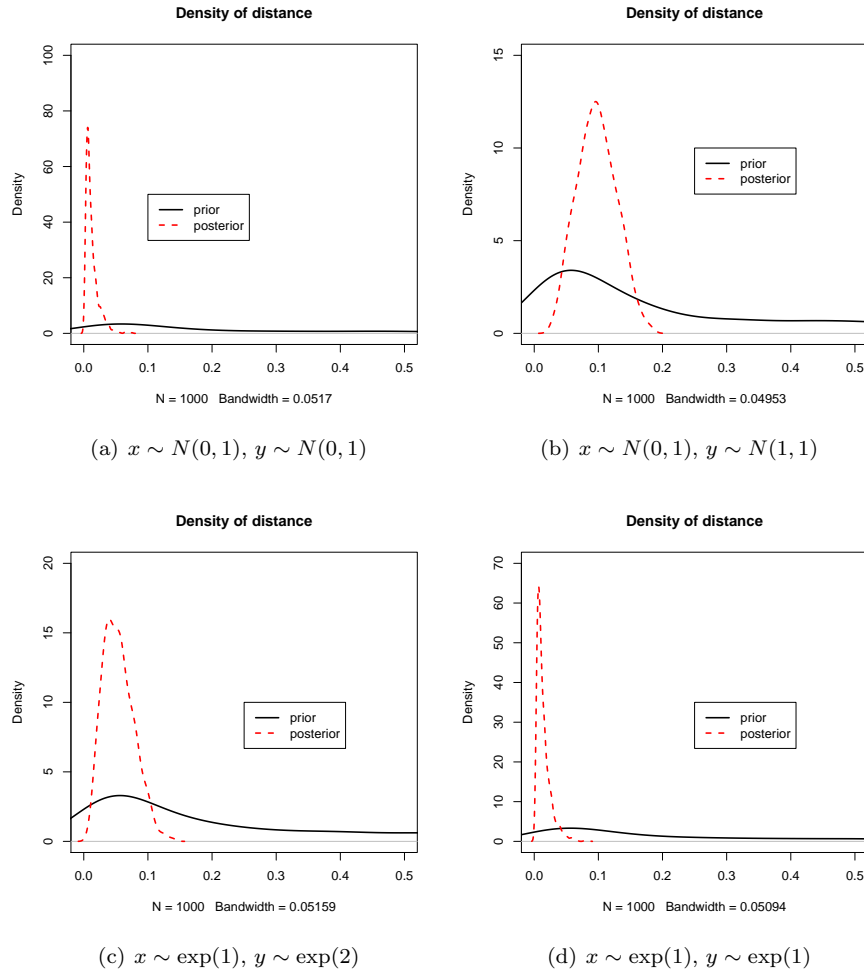 Density of distance
Density
0 20 40 60 80 100
prior
posterior
0.0 0.1 0.2 0.3 0.4 0.5
N = 1000 Bandwidth = 0.0517
(a) x ∼ N(0, 1), y ∼ N(0, 1)
Density of distance
Density
0 5 10 15
prior
posterior
0.0 0.1 0.2 0.3 0.4 0.5
N = 1000 Bandwidth = 0.04953
(b) x ∼ N(0, 1), y ∼ N(1, 1)
Density of distance
Density
0 5 10 15 20
prior
posterior
0.0 0.1 0.2 0.3 0.4 0.5
N = 1000 Bandwidth = 0.05159
(c) x ∼ exp(1), y ∼ exp(2)
Density of distance
Density
0 10 20 30 40 50 60 70
prior
posterior
0.0 0.1 0.2 0.3 0.4 0.5
N = 1000 Bandwidth = 0.05094
(d) x ∼ exp(1), y ∼ exp(1)